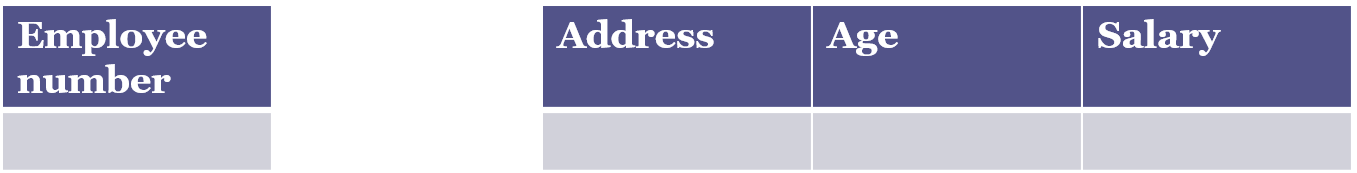 Employee
number
Address
Age
Salary